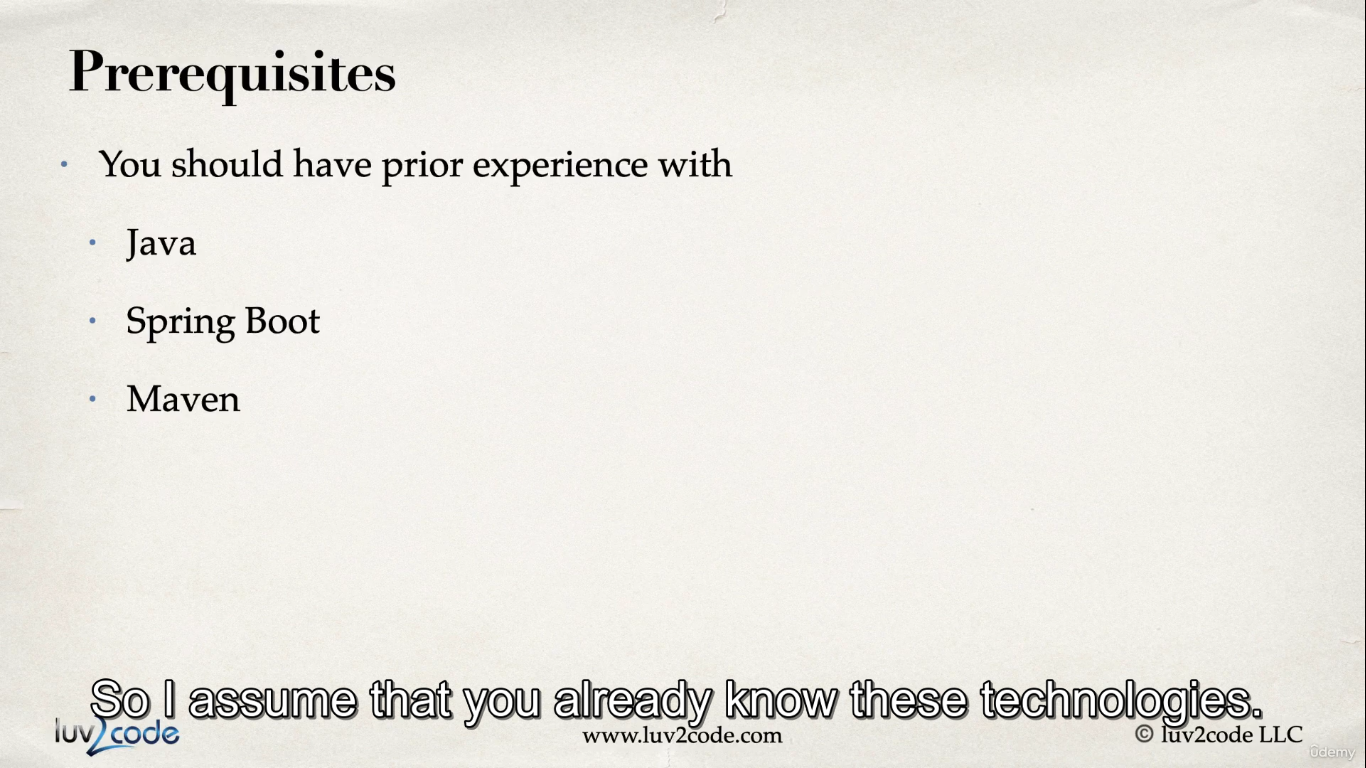 Prerequisites
• You should have prior experience with
• Java
• Spring Boot
• Maven
So I assume that you already know these technologies.
luv2code
www.luv2code.com
© luv2code LLC
ûdemy